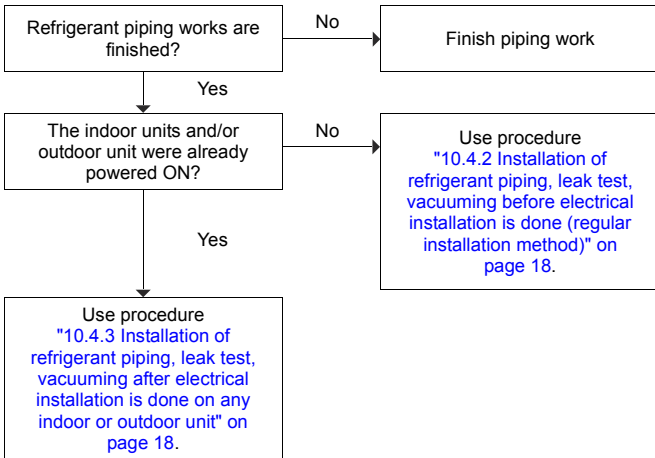 Refrigerant piping works are
finished?
No
Finish piping work
Yes
The indoor units and/or
outdoor unit were already
powered ON?
No
Use procedure
"10.4.2 Installation of
refrigerant piping, leak test,
vacuuming before electrical
installation is done (regular
installation method)" on
page 18.
Yes
Use procedure
"10.4.3 Installation of
refrigerant piping, leak test,
vacuuming after electrical
installation is done on any
indoor or outdoor unit" on
page 18.